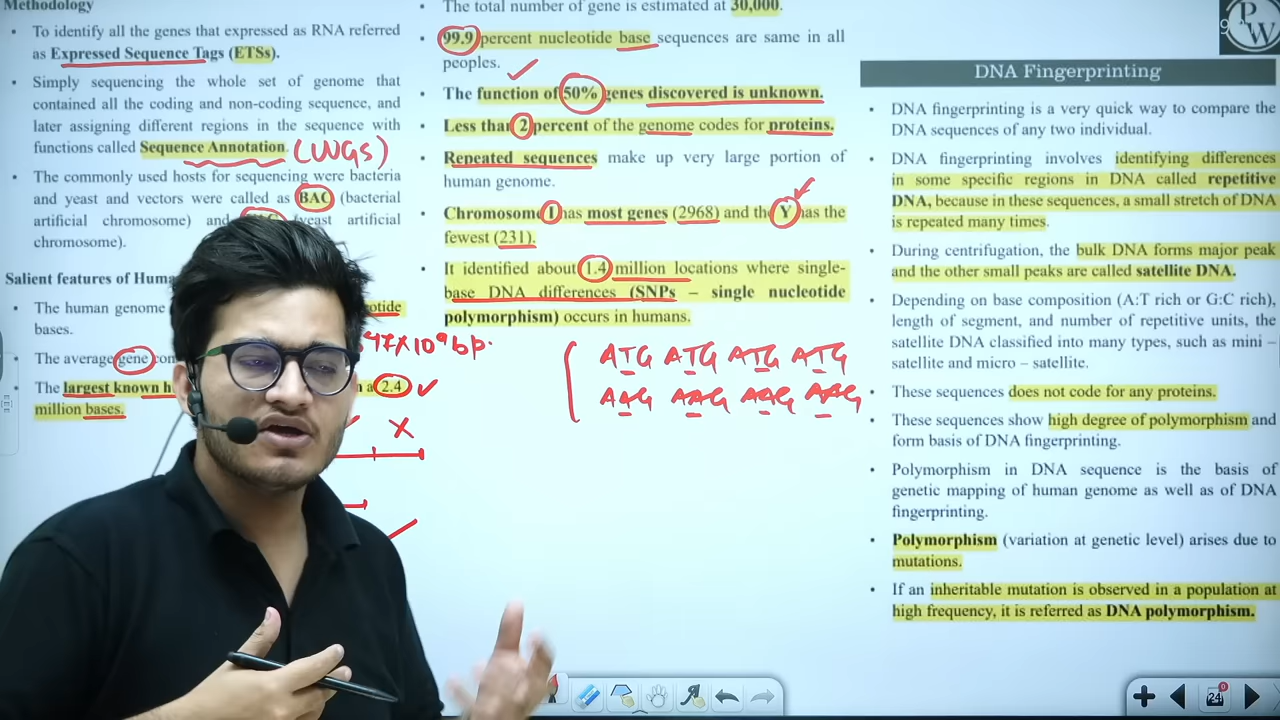 Methodology
• To identify all the genes that expressed as RNA referred
as Expressed Sequence Tags (ETSs).
• Simply sequencing the whole set of genome that
contained all the coding and non-coding sequence, and
later assigning different regions in the sequence with
functions called Sequence Annotation. (WGS)
• The commonly used hosts for sequencing were bacteria
and yeast and vectors were called as BAC (bacterial
artificial chromosome) and (yeast artificial
chromosome).
Salient features of Huma
• The human genome otide
bases.
47×10⁹ bp.
• The average gene con
• The largest known h a 2.4 ✓
million bases.
X
• The total number of gene is estimated at 30,000.
• 99.9 percent nucleotide base sequences are same in all
peoples. ✓
• The function of 50% genes discovered is unknown.
• Less than 2 percent of the genome codes for proteins.
• Repeated sequences make up very large portion of
human genome.
• Chromosome 1 has most genes (2968) and the Y has the
fewest (231).
• It identified about 1.4 million locations where single-
base DNA differences (SNPs – single nucleotide
polymorphism) occurs in humans.
ATG ATG ATG ATG
AAG AAG AAG AAG
PW
DNA Fingerprinting
• DNA fingerprinting is a very quick way to compare the
DNA sequences of any two individual.
• DNA fingerprinting involves identifying differences
in some specific regions in DNA called repetitive
DNA, because in these sequences, a small stretch of DNA
is repeated many times.
• During centrifugation, the bulk DNA forms major peak
and the other small peaks are called satellite DNA.
• Depending on base composition (A:T rich or G:C rich),
length of segment, and number of repetitive units, the
satellite DNA classified into many types, such as mini –
satellite and micro – satellite.
• These sequences does not code for any proteins.
• These sequences show high degree of polymorphism and
form basis of DNA fingerprinting.
• Polymorphism in DNA sequence is the basis of
genetic mapping of human genome as well as of DNA
fingerprinting.
• Polymorphism (variation at genetic level) arises due to
mutations.
• If an inheritable mutation is observed in a population at
high frequency, it is referred as DNA polymorphism.
24